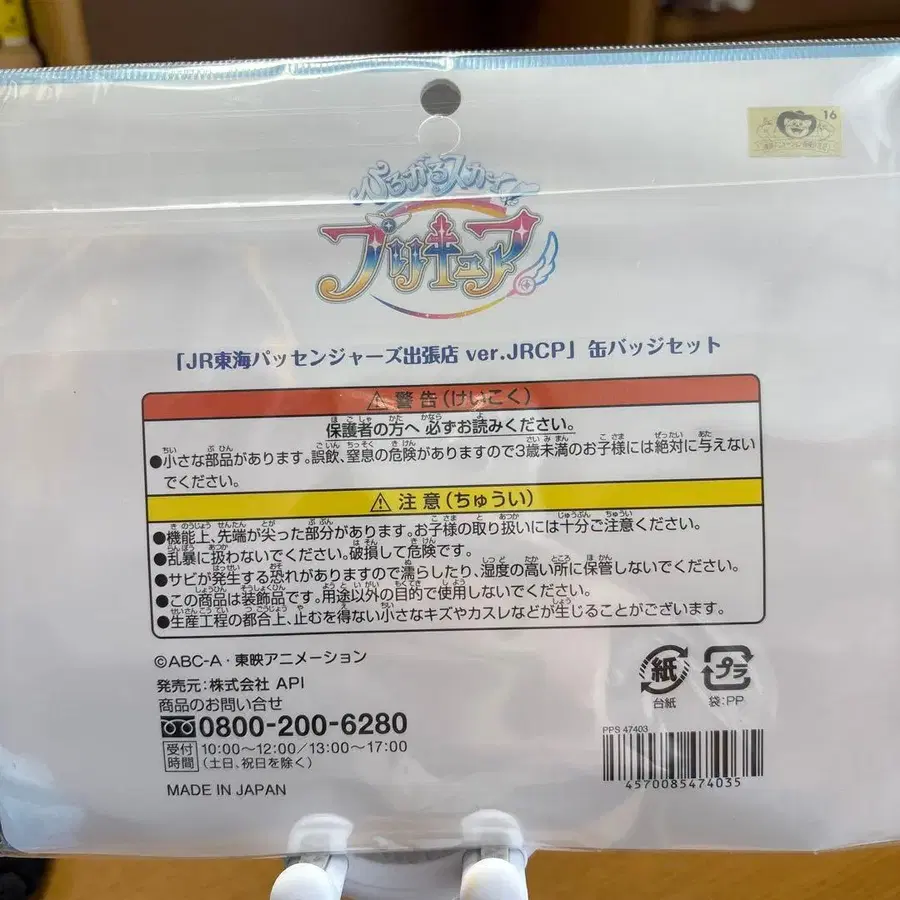 16
ひろがるスカイ!
プリキュア
「JR東海パッセンジャーズ出張店 ver.JRCP」缶バッジセット
⚠警告(けいこく)
保護者の方へ 必ずお読みください。
●小さな部品があります。誤飲、窒息の危険がありますので3歳未満のお子様には絶対に与えない
でください。
⚠注意(ちゅうい)
●機能上、先端が尖った部分があります。お子様の取り扱いには十分ご注意ください。
●乱暴に扱わないでください。破損して危険です。
●サビが発生する恐れがありますので濡らしたり、湿度の高い所に保管しないでください。
●この商品は装飾品です。用途以外の目的で使用しないでください。
●生産工程の都合上、止むを得ない小さなキズやカスレなどが生じることがございます。
©ABC-A・東映アニメーション
発売元:株式会社 API
商品のお問い合せ
0800-200-6280
受付時間 10:00~12:00/13:00~17:00
(土日、祝日を除く)
MADE IN JAPAN
紙
台紙
プラ
袋:PP
PPS 47403
4570085474035